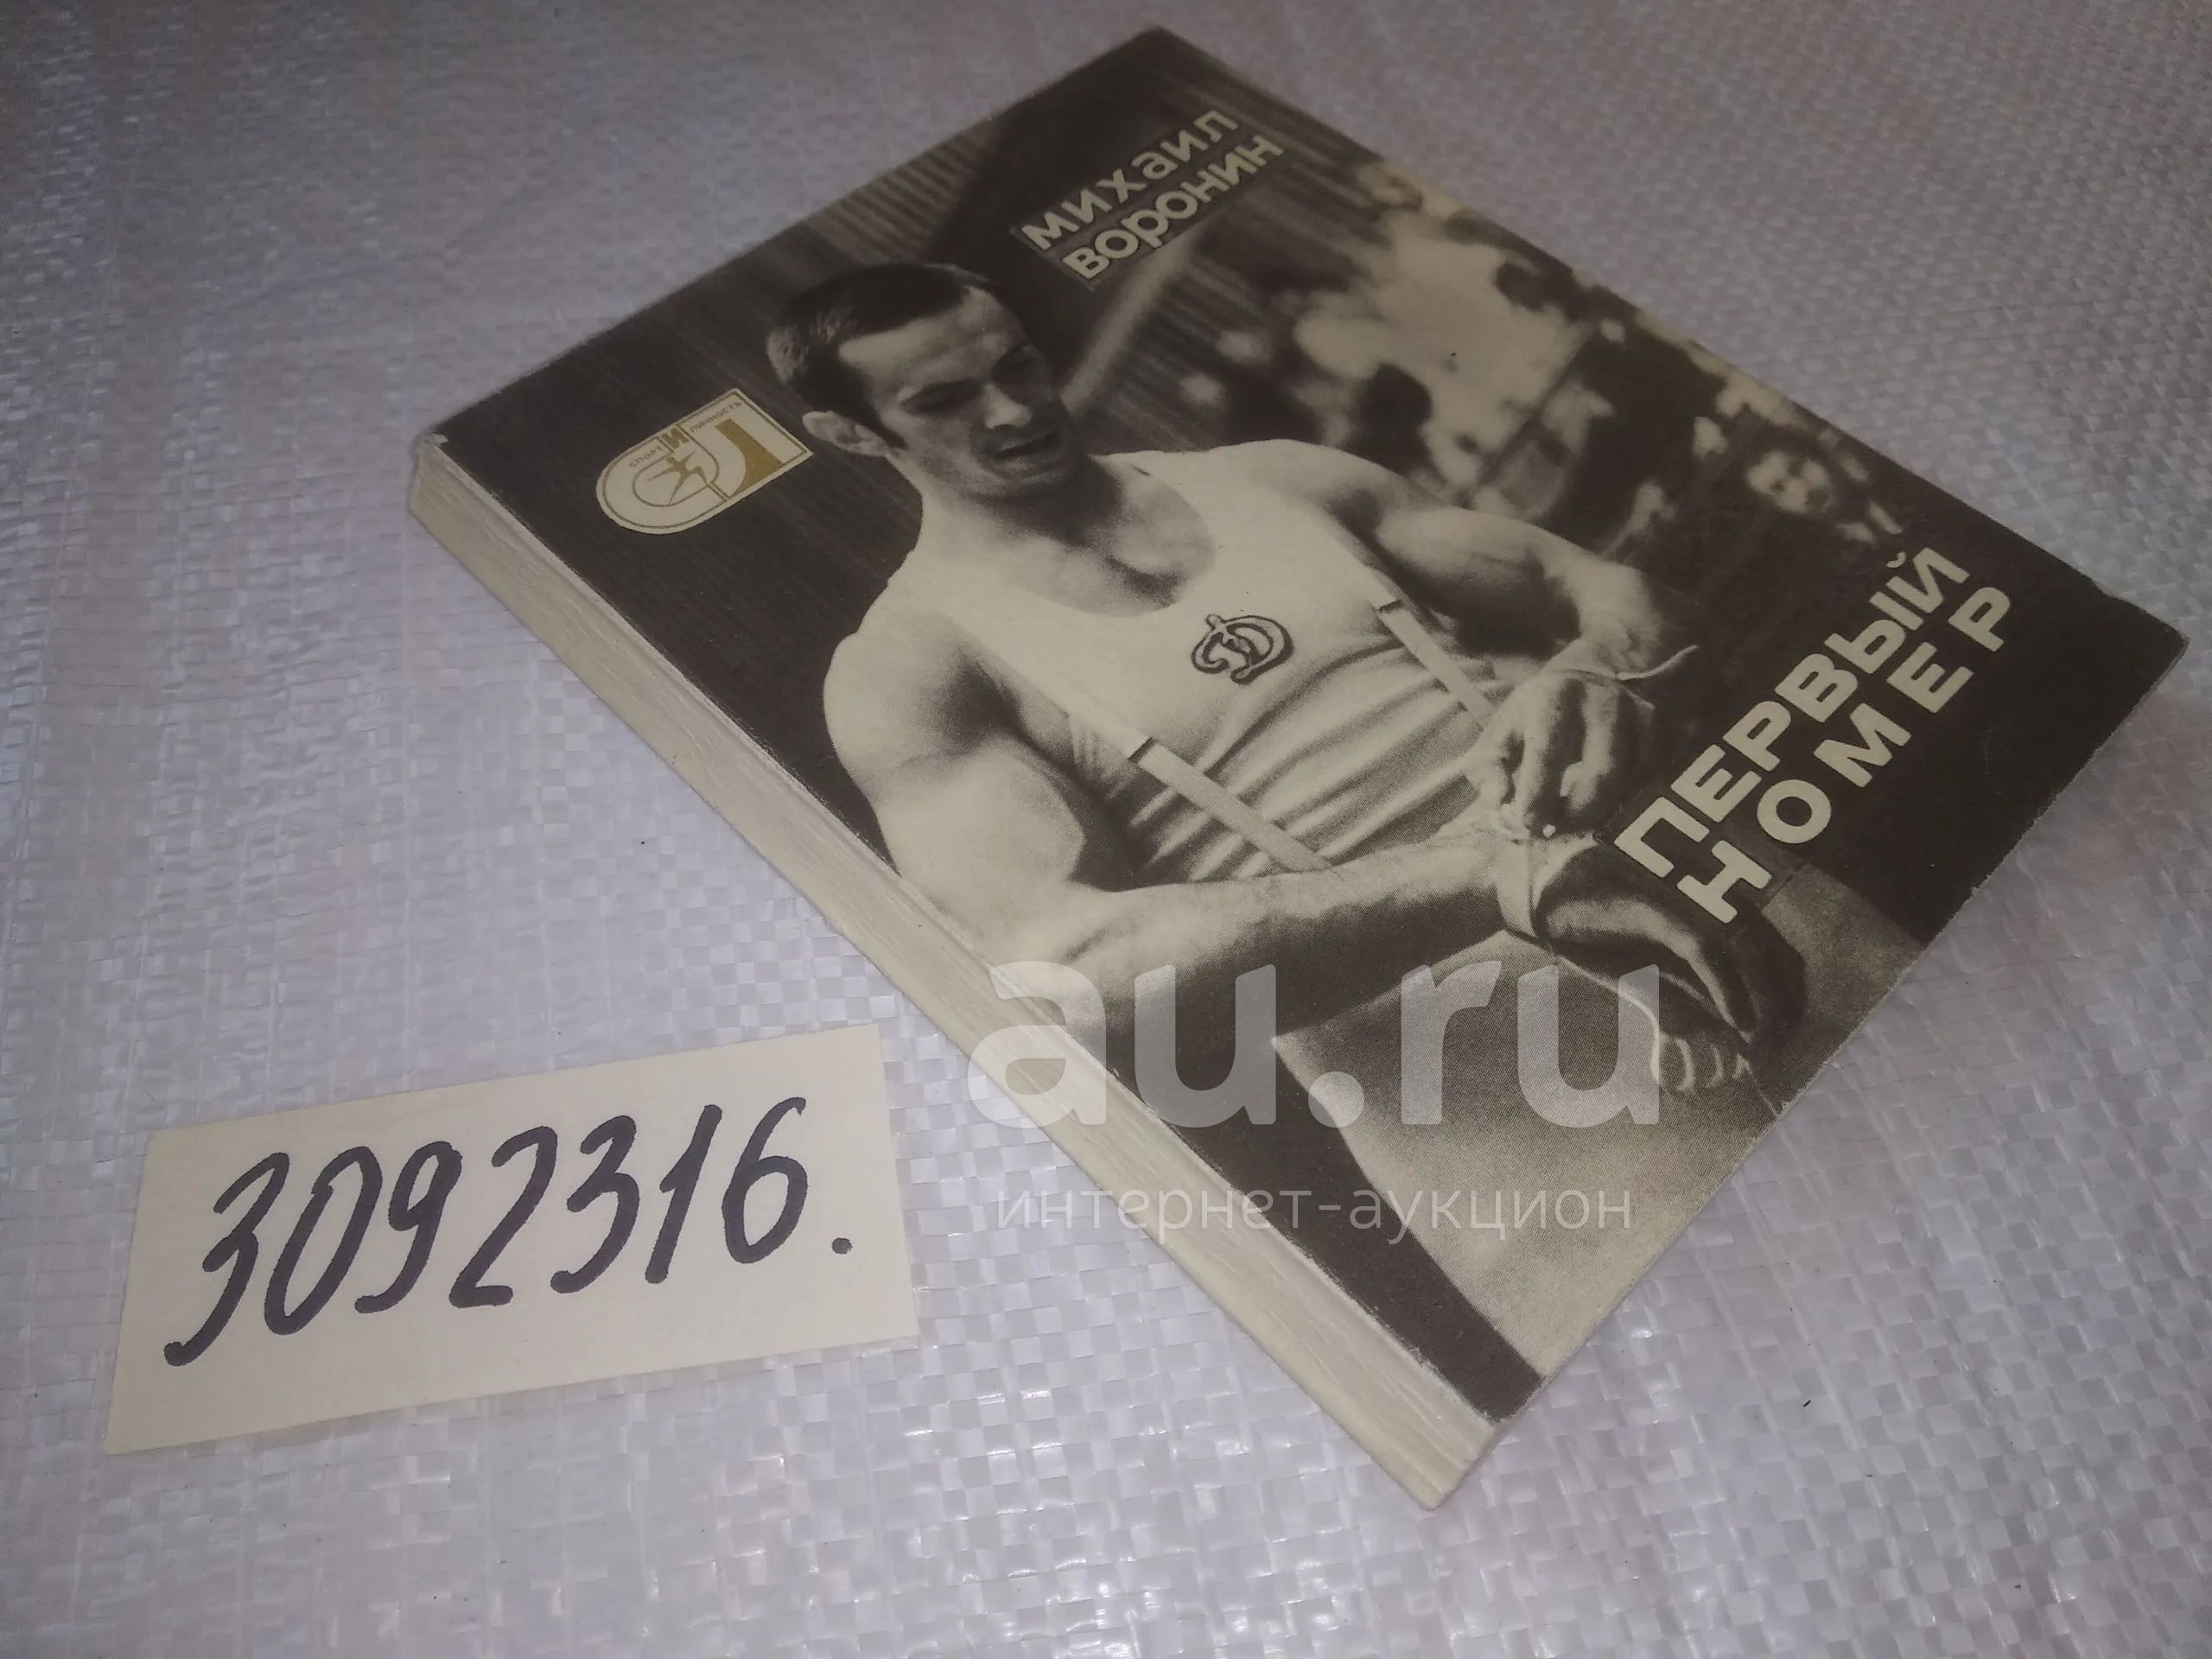 МИХАИЛ
ВОРОНИН
СПОРТ И ЛИЧНОСТЬ
Д
ПЕРВЫЙ
НОМЕР
au.ru
интернет-аукцион
3092316.